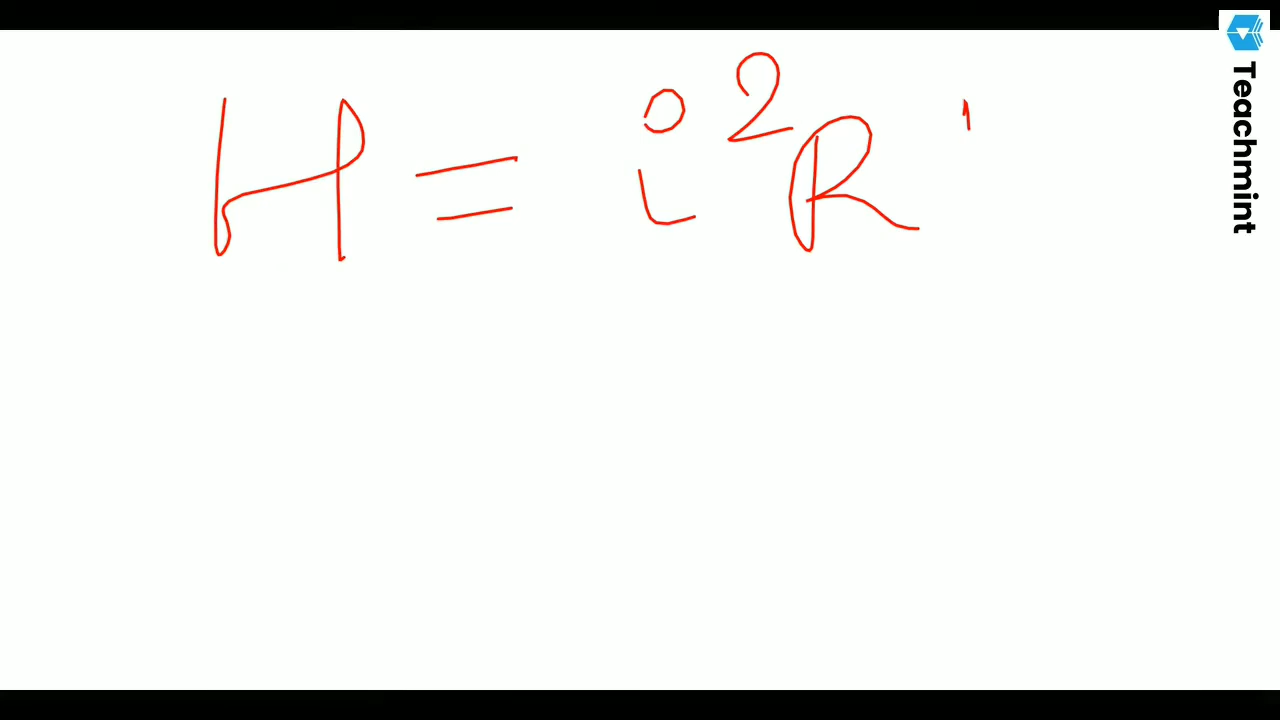 H = i²R
Teachmint